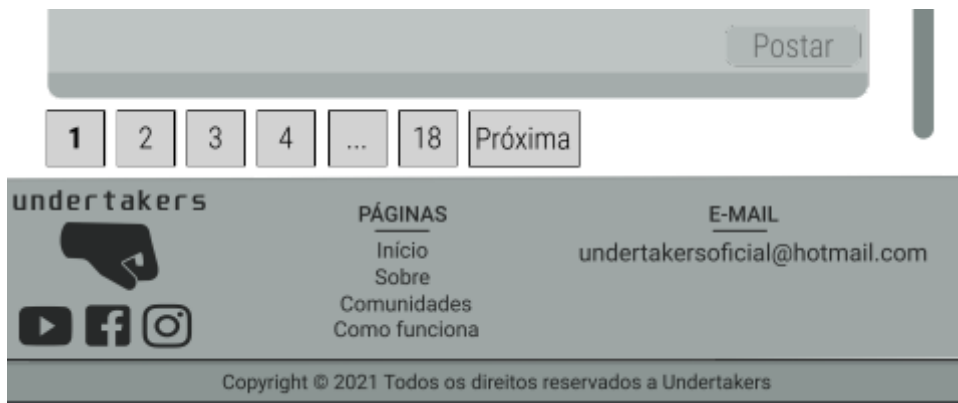 Postar
1 2 3 4 ... 18 Próxima
undertakers
PÁGINAS
Início
Sobre
Comunidades
Como funciona
E-MAIL
undertakersoficial@hotmail.com
Copyright © 2021 Todos os direitos reservados a Undertakers